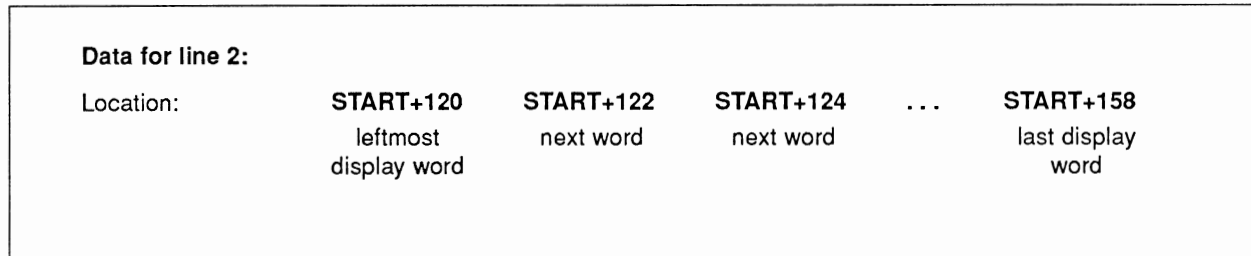 Data for line 2:
Location: START+120 START+122 START+124 ... START+158
leftmost next word next word last display
display word word